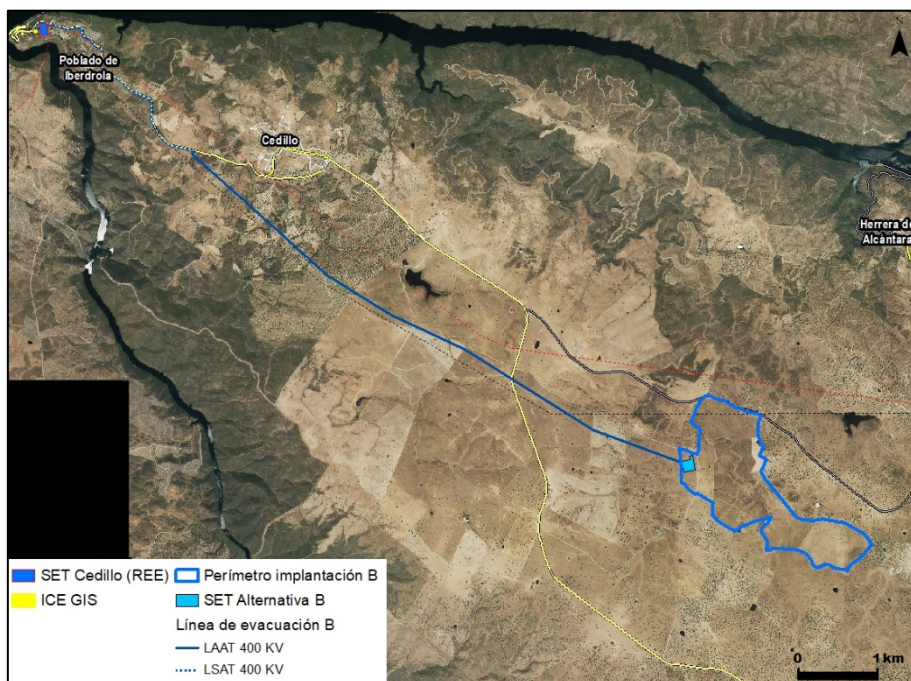 Poblado de
Iberdrola
Cedillo
Herrera de
Alcántara
SET Cedillo (REE)
ICE GIS
Perímetro implantación B
SET Alternativa B
Línea de evacuación B
LAAT 400 KV
LSAT 400 KV
0 1 km